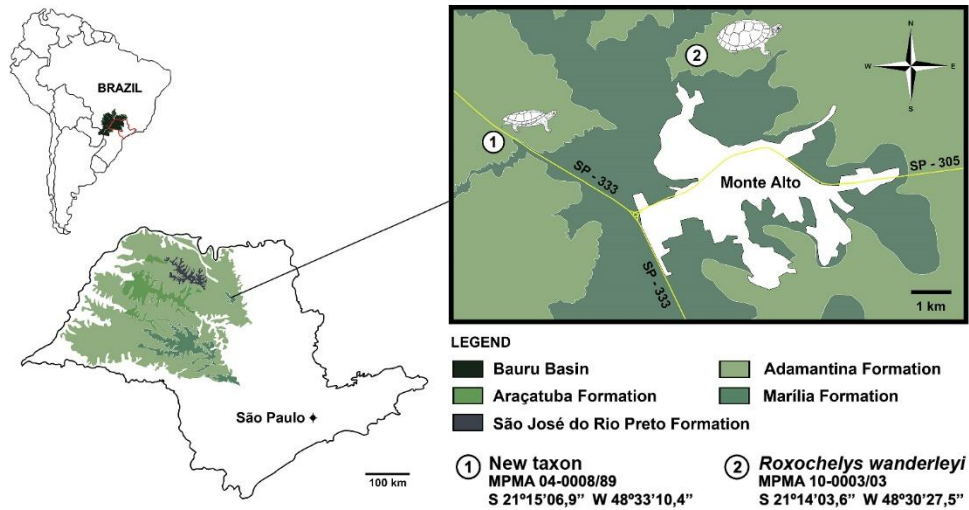 BRAZIL
São Paulo
100 km
N
W
E
S
2
1
SP - 333
SP - 305
Monte Alto
SP - 333
1 km
LEGEND
Bauru Basin
Adamantina Formation
Araçatuba Formation
Marília Formation
São José do Rio Preto Formation
1 New taxon
MPMA 04-0008/89
S 21º15’06,9” W 48º33’10,4”
2 Roxochelys wanderleyi
MPMA 10-0003/03
S 21º14’03,6” W 48º30’27,5”